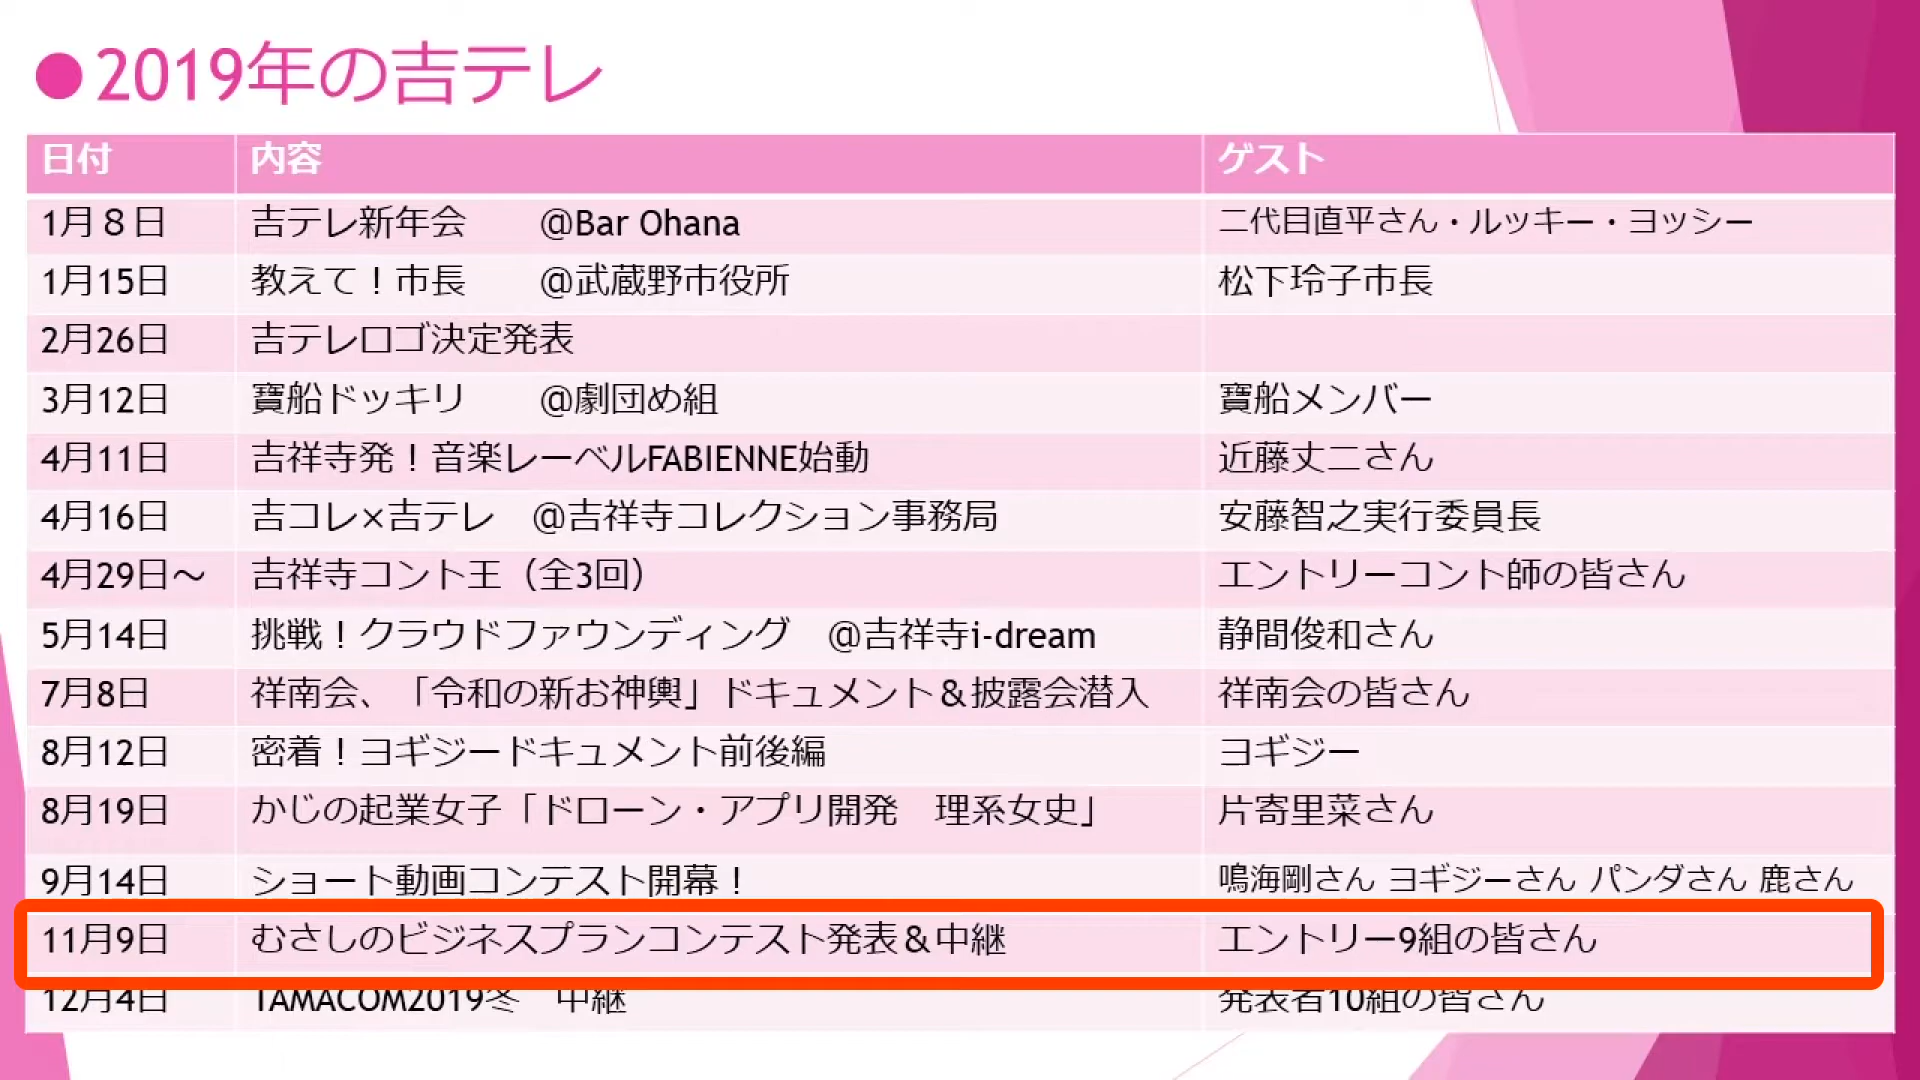 ●2019年の吉テレ
日付 内容 ゲスト
1月８日 吉テレ新年会　　@Bar Ohana 二代目直平さん・ルッキー・ヨッシー
1月15日 教えて！市長　　@武蔵野市役所 松下玲子市長
2月26日 吉テレロゴ決定発表
3月12日 寶船ドッキリ　　@劇団め組 寶船メンバー
4月11日 吉祥寺発！音楽レーベルFABIENNE始動 近藤丈二さん
4月16日 吉コレ×吉テレ　@吉祥寺コレクション事務局 安藤智之実行委員長
4月29日～ 吉祥寺コント王（全3回） エントリーコント師の皆さん
5月14日 挑戦！クラウドファウンディング　@吉祥寺i-dream 静間俊和さん
7月8日 祥南会、「令和の新お神輿」ドキュメント＆披露会潜入 祥南会の皆さん
8月12日 密着！ヨギジードキュメント前後編 ヨギジー
8月19日 かじの起業女子「ドローン・アプリ開発　理系女史」 片寄里菜さん
9月14日 ショート動画コンテスト開幕！ 鳴海剛さん ヨギジーさん パンダさん 鹿さん
11月9日 むさしのビジネスプランコンテスト発表＆中継 エントリー9組の皆さん
12月4日 TAMACOM2019冬　中継 発表者10組の皆さん